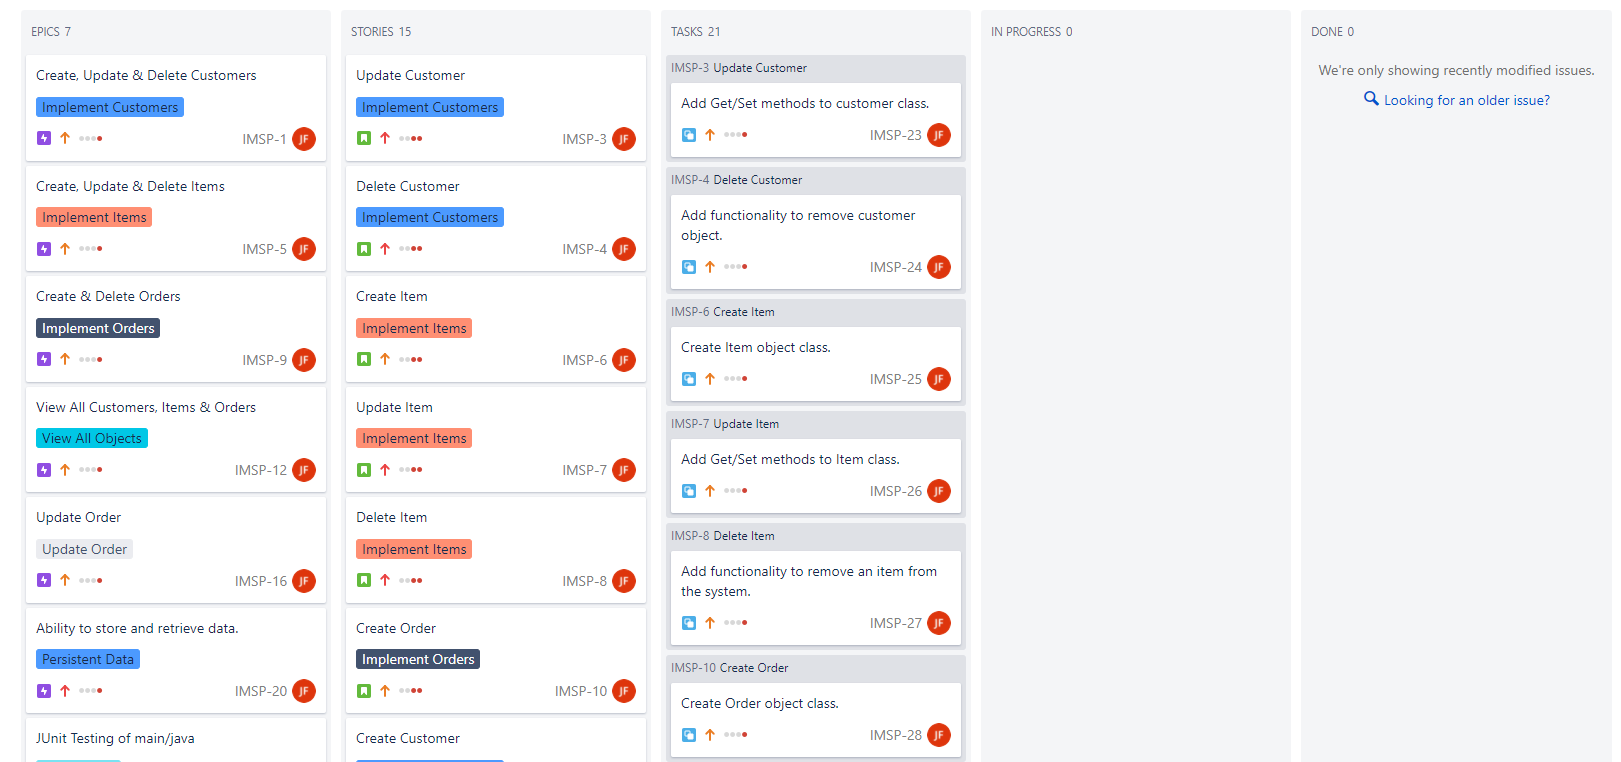 EPICS 7
Create, Update & Delete Customers
Implement Customers
IMSP-1 JF
Create, Update & Delete Items
Implement Items
IMSP-5 JF
Create & Delete Orders
Implement Orders
IMSP-9 JF
View All Customers, Items & Orders
View All Objects
IMSP-12 JF
Update Order
Update Order
IMSP-16 JF
Ability to store and retrieve data.
Persistent Data
IMSP-20 JF
JUnit Testing of main/java
STORIES 15
Update Customer
Implement Customers
IMSP-3 JF
Delete Customer
Implement Customers
IMSP-4 JF
Create Item
Implement Items
IMSP-6 JF
Update Item
Implement Items
IMSP-7 JF
Delete Item
Implement Items
IMSP-8 JF
Create Order
Implement Orders
IMSP-10 JF
Create Customer
TASKS 21
IMSP-3 Update Customer
Add Get/Set methods to customer class.
IMSP-23 JF
IMSP-4 Delete Customer
Add functionality to remove customer
object.
IMSP-24 JF
IMSP-6 Create Item
Create Item object class.
IMSP-25 JF
IMSP-7 Update Item
Add Get/Set methods to Item class.
IMSP-26 JF
IMSP-8 Delete Item
Add functionality to remove an item from
the system.
IMSP-27 JF
IMSP-10 Create Order
Create Order object class.
IMSP-28 JF
IN PROGRESS 0
DONE 0
We're only showing recently modified issues.
Looking for an older issue?